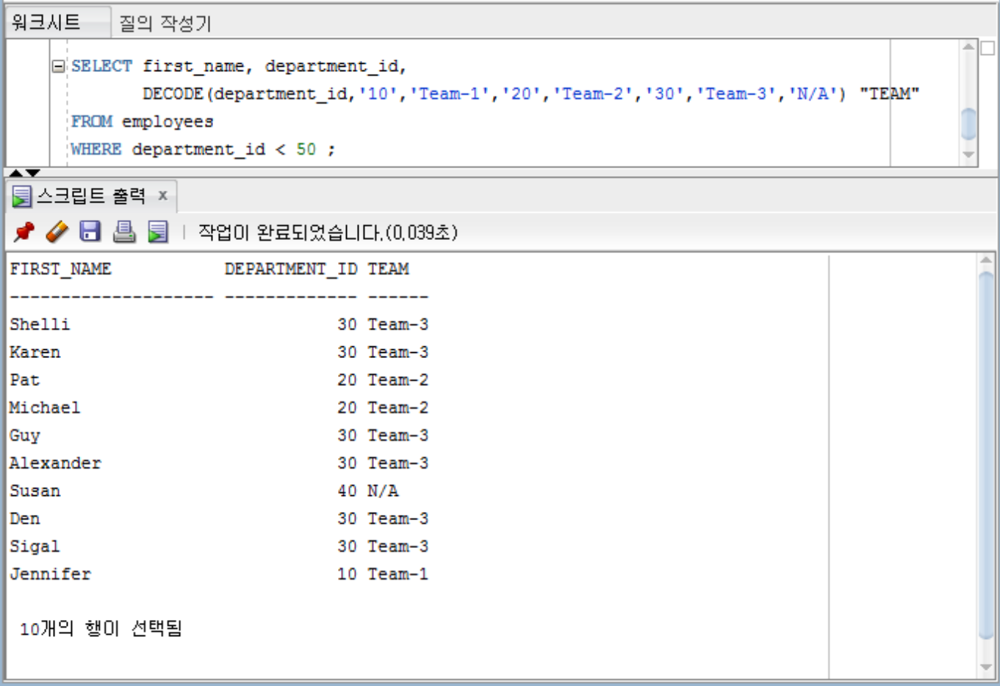 워크시트 질의 작성기
SELECT first_name, department_id,
DECODE(department_id,'10','Team-1','20','Team-2','30','Team-3','N/A') "TEAM"
FROM employees
WHERE department_id < 50 ;
스크립트 출력 x
작업이 완료되었습니다.(0.039초)
FIRST_NAME DEPARTMENT_ID TEAM
-------------------- ------------- ------
Shelli 30 Team-3
Karen 30 Team-3
Pat 20 Team-2
Michael 20 Team-2
Guy 30 Team-3
Alexander 30 Team-3
Susan 40 N/A
Den 30 Team-3
Sigal 30 Team-3
Jennifer 10 Team-1
10개의 행이 선택됨